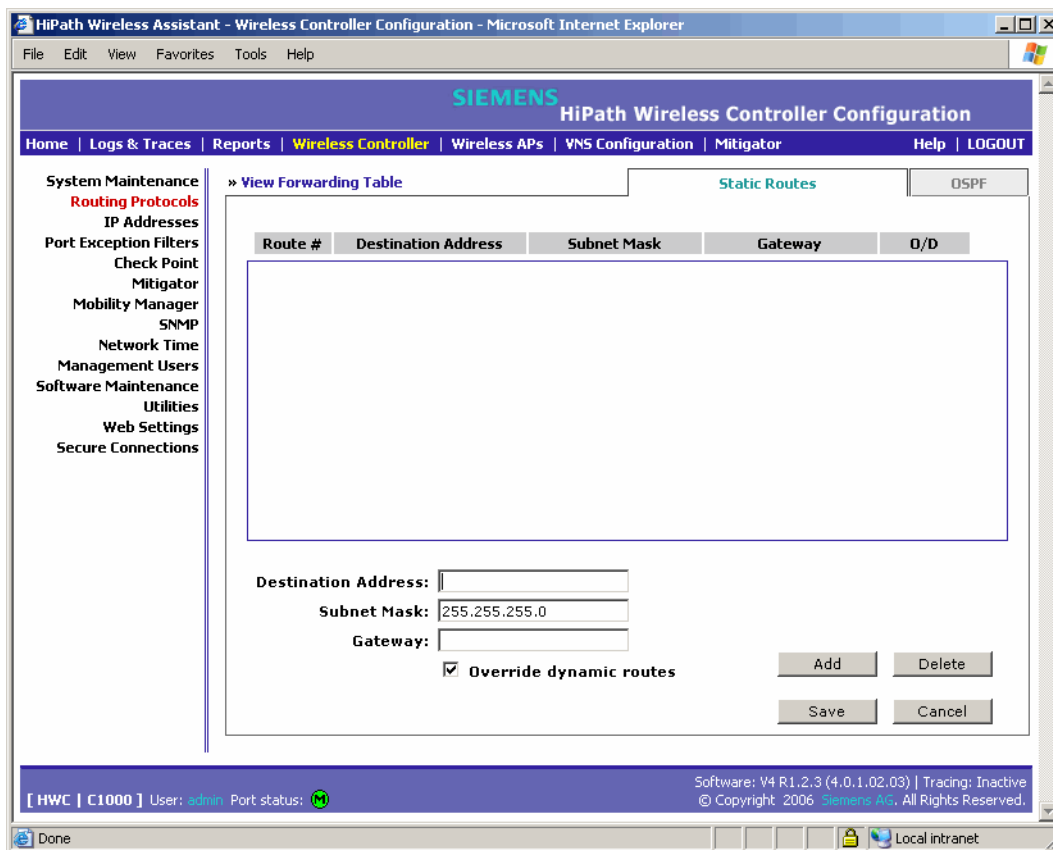 HiPath Wireless Assistant - Wireless Controller Configuration - Microsoft Internet Explorer
File Edit View Favorites Tools Help
SIEMENS
HiPath Wireless Controller Configuration
Home | Logs & Traces | Reports | Wireless Controller | Wireless APs | VNS Configuration | Mitigator Help | LOGOUT
System Maintenance
Routing Protocols
IP Addresses
Port Exception Filters
Check Point
Mitigator
Mobility Manager
SNMP
Network Time
Management Users
Software Maintenance
Utilities
Web Settings
Secure Connections
» View Forwarding Table Static Routes OSPF
Route # Destination Address Subnet Mask Gateway O/D
Destination Address:
Subnet Mask: 255.255.255.0
Gateway:
Override dynamic routes
Add Delete
Save Cancel
Software: V4 R1.2.3 (4.0.1.02.03) | Tracing: Inactive
[ HWC | C1000 ] User: admin Port status: M
© Copyright 2006 Siemens AG. All Rights Reserved.
Done Local intranet